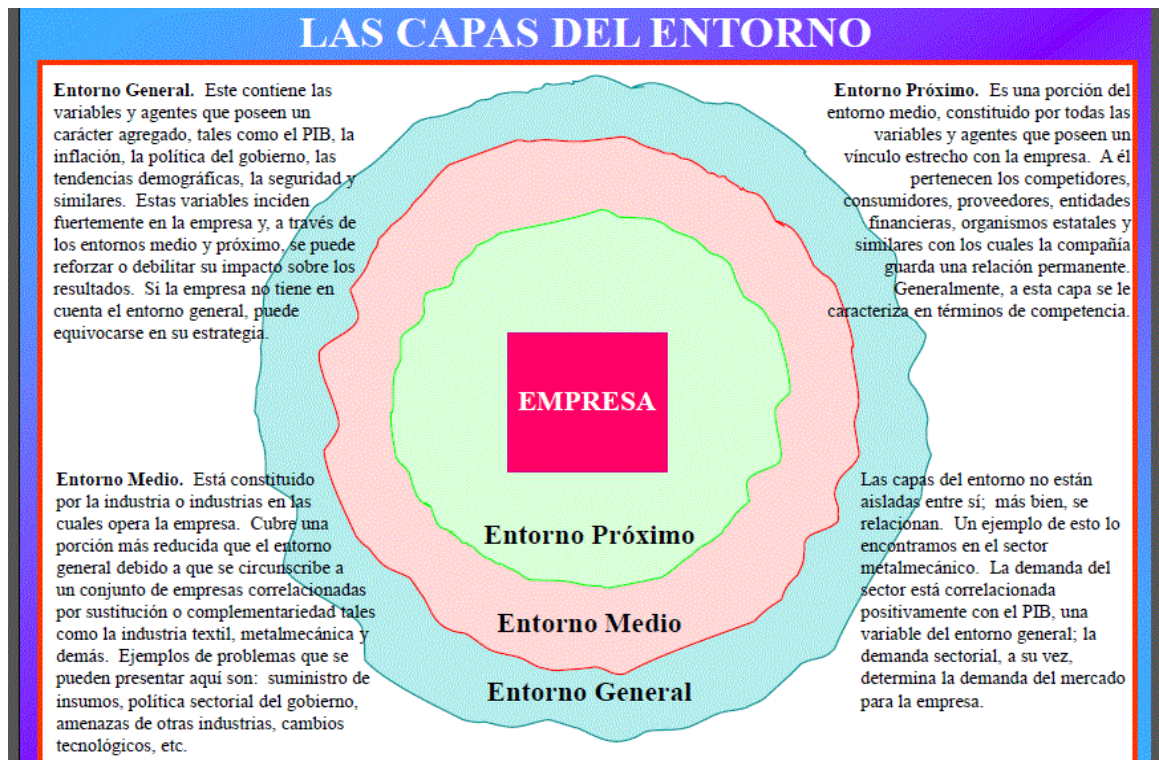 LAS CAPAS DEL ENTORNO
Entorno General. Este contiene las
variables y agentes que poseen un
carácter agregado, tales como el PIB, la
inflación, la política del gobierno, las
tendencias demográficas, la seguridad y
similares. Estas variables inciden
fuertemente en la empresa y, a través de
los entornos medio y próximo, se puede
reforzar o debilitar su impacto sobre los
resultados. Si la empresa no tiene en
cuenta el entorno general, puede
equivocarse en su estrategia.
Entorno Próximo. Es una porción del
entorno medio, constituido por todas las
variables y agentes que poseen un
vínculo estrecho con la empresa. A él
pertenecen los competidores,
consumidores, proveedores, entidades
financieras, organismos estatales y
similares con los cuales la compañía
guarda una relación permanente.
Generalmente, a esta capa se le
caracteriza en términos de competencia.
EMPRESA
Entorno Próximo
Entorno Medio
Entorno General
Entorno Medio. Está constituido
por la industria o industrias en las
cuales opera la empresa. Cubre una
porción más reducida que el entorno
general debido a que se circunscribe a
un conjunto de empresas correlacionadas
por sustitución o complementariedad tales
como la industria textil, metalmecánica y
demás. Ejemplos de problemas que se
pueden presentar aquí son: suministro de
insumos, política sectorial del gobierno,
amenazas de otras industrias, cambios
tecnológicos, etc.
Las capas del entorno no están
aisladas entre sí; más bien, se
relacionan. Un ejemplo de esto lo
encontramos en el sector
metalmecánico. La demanda del
sector está correlacionada
positivamente con el PIB, una
variable del entorno general; la
demanda sectorial, a su vez,
determina la demanda del mercado
para la empresa.